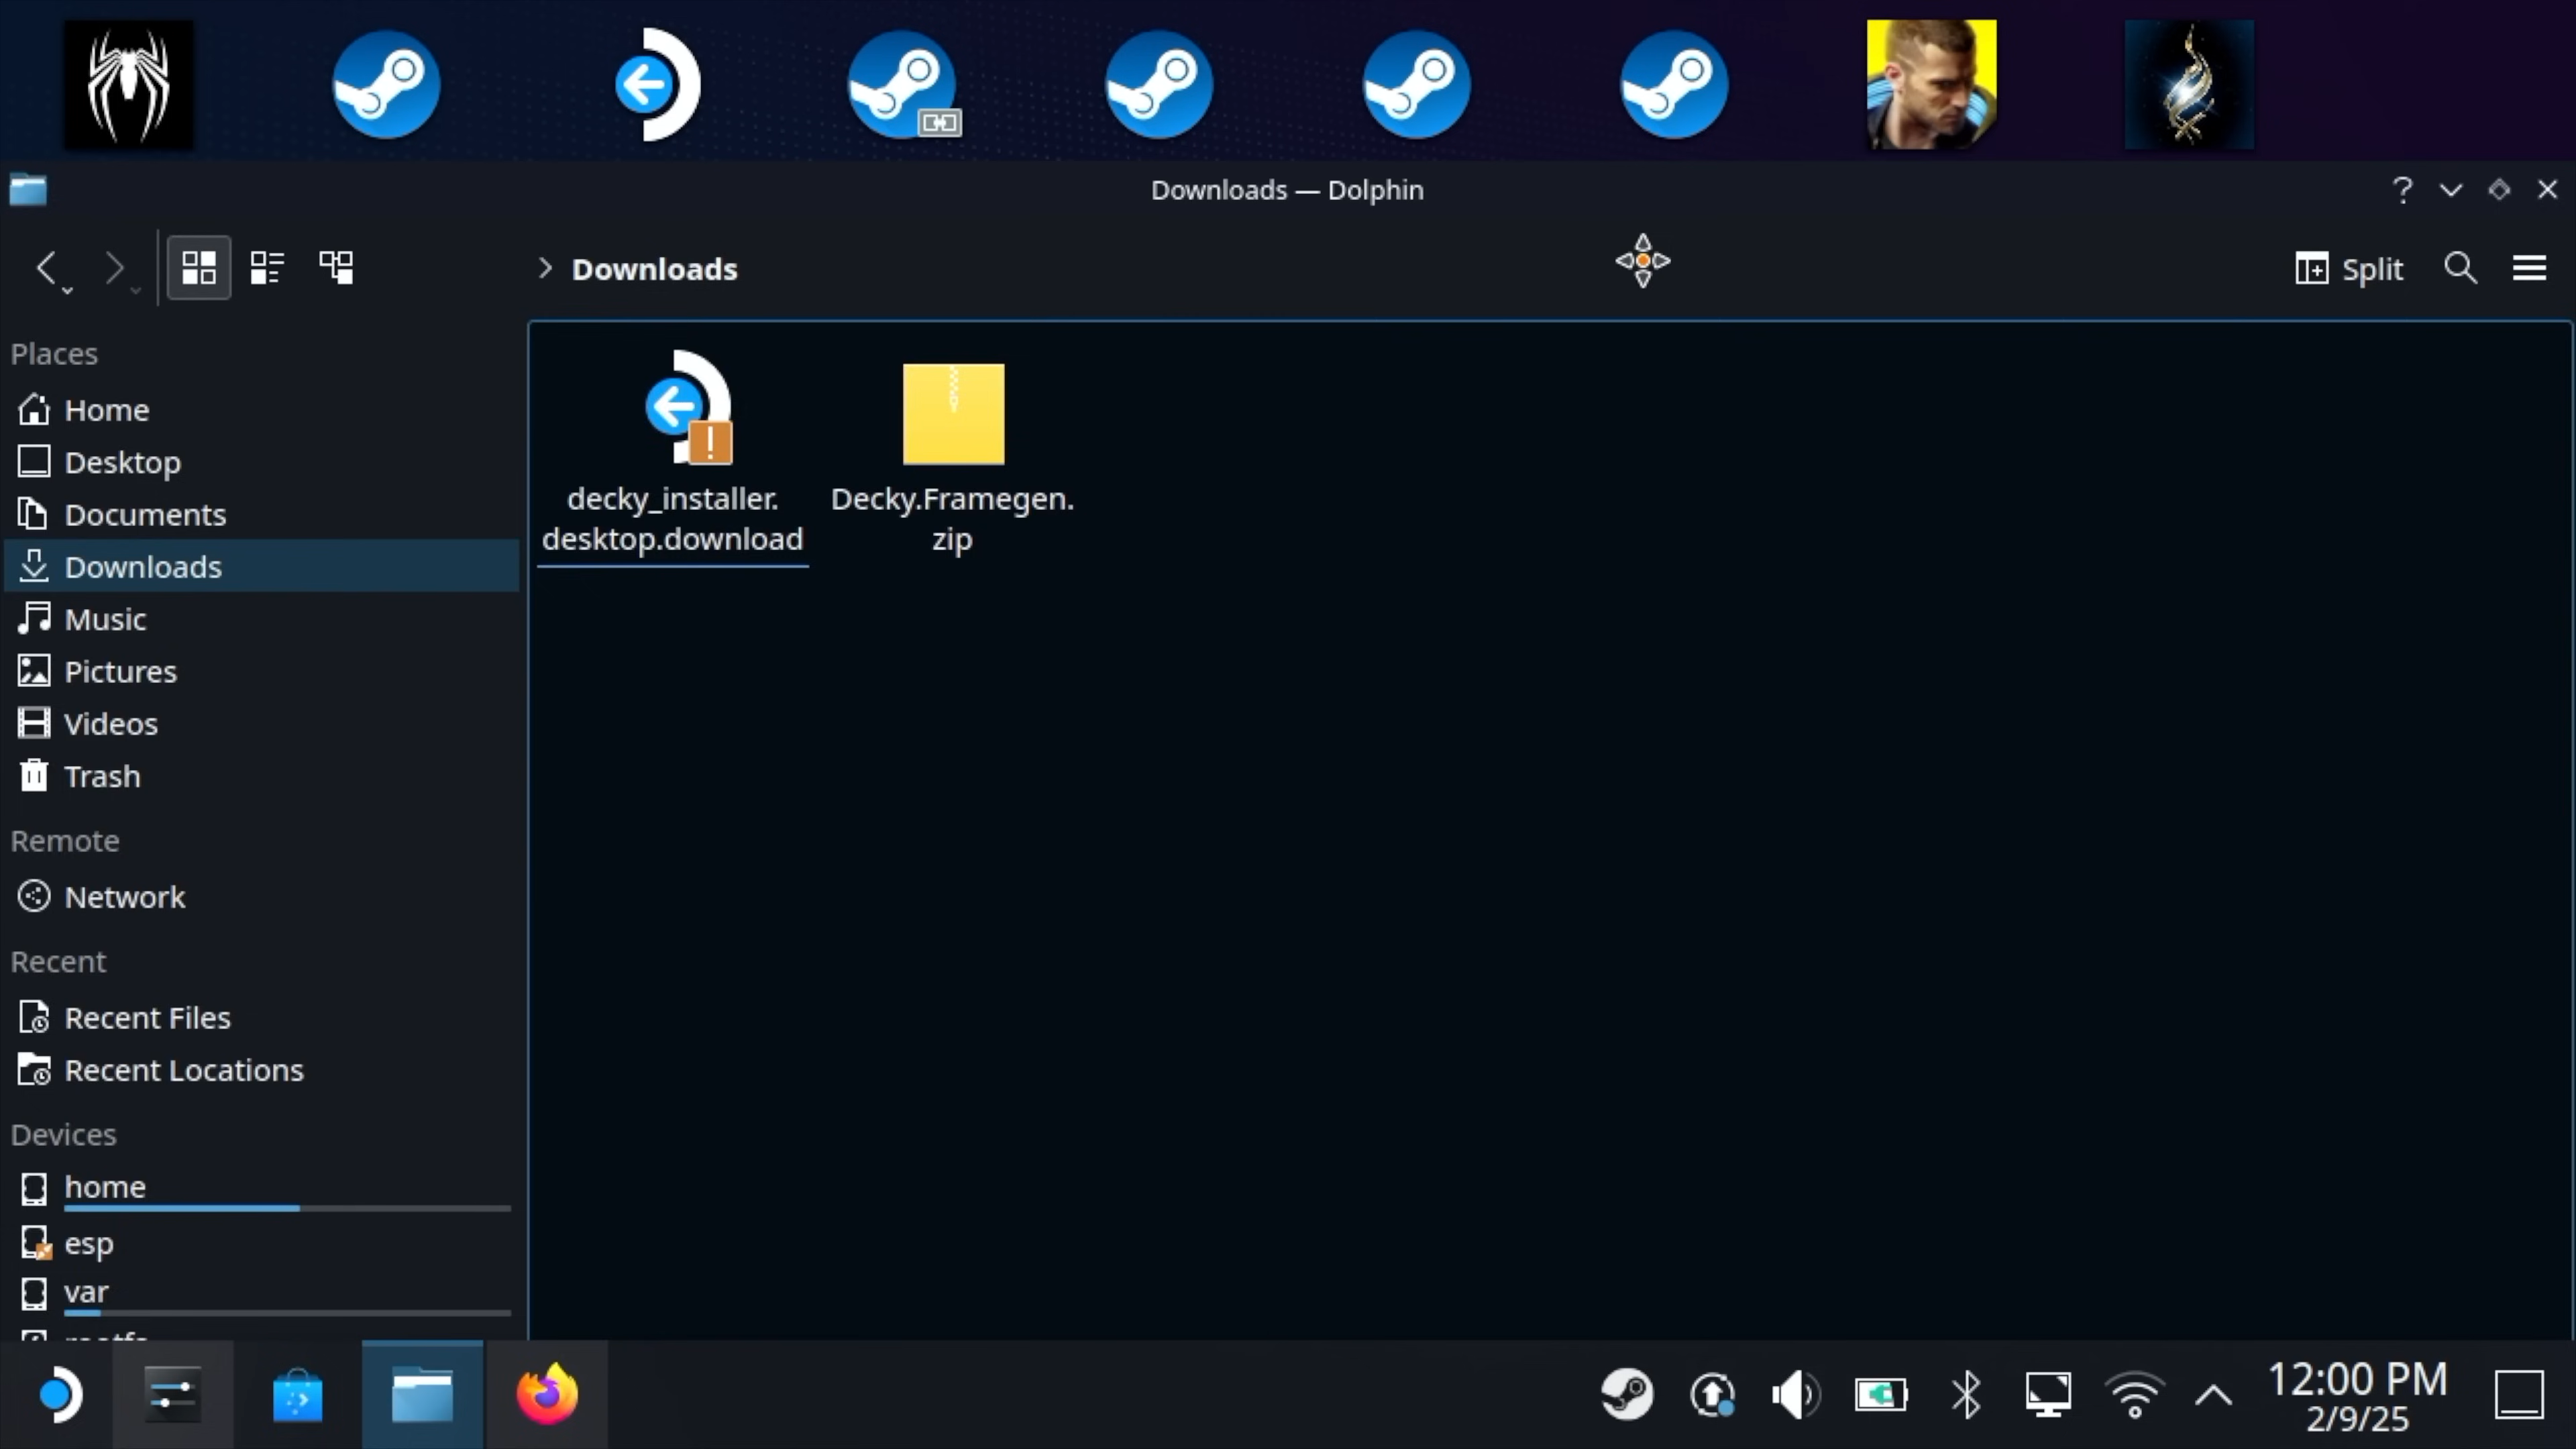 Downloads — Dolphin
Downloads
Split
Places
Home
Desktop
Documents
Downloads
Music
Pictures
Videos
Trash
Remote
Network
Recent
Recent Files
Recent Locations
Devices
home
esp
var
decky_installer.
desktop.download
Decky.Framegen.
zip
12:00 PM
2/9/25